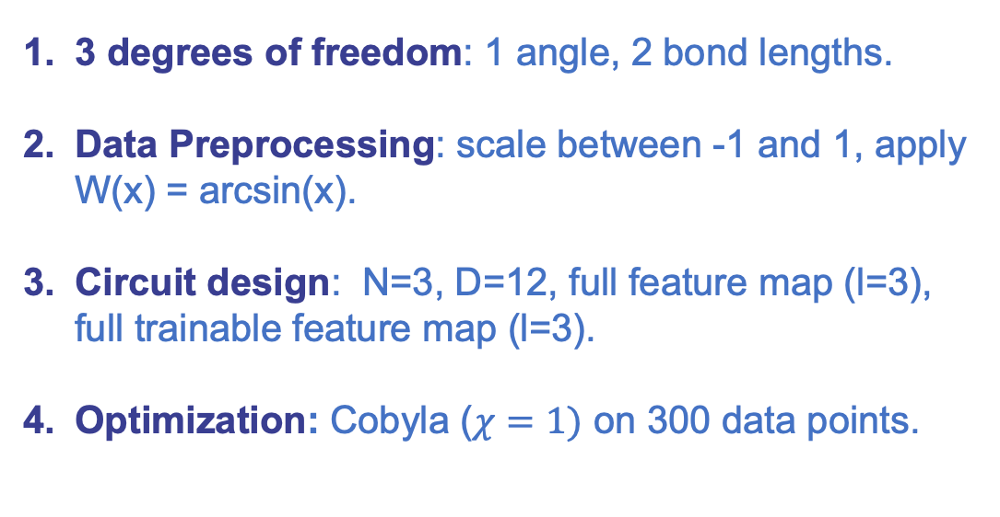 1. 3 degrees of freedom: 1 angle, 2 bond lengths.
2. Data Preprocessing: scale between -1 and 1, apply
W(x) = arcsin(x).
3. Circuit design: N=3, D=12, full feature map (l=3),
full trainable feature map (l=3).
4. Optimization: Cobyla (χ = 1) on 300 data points.